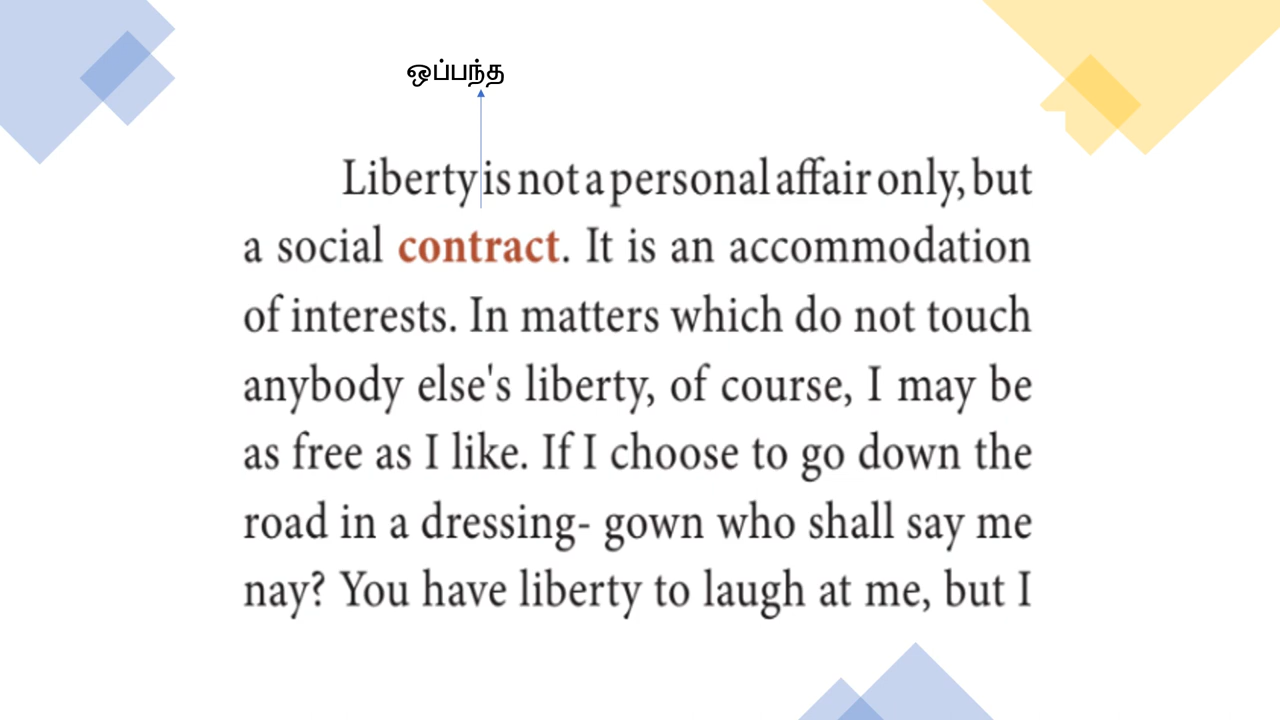 ஒப்பந்த
Liberty is not a personal affair only, but
a social contract. It is an accommodation
of interests. In matters which do not touch
anybody else's liberty, of course, I may be
as free as I like. If I choose to go down the
road in a dressing- gown who shall say me
nay? You have liberty to laugh at me, but I